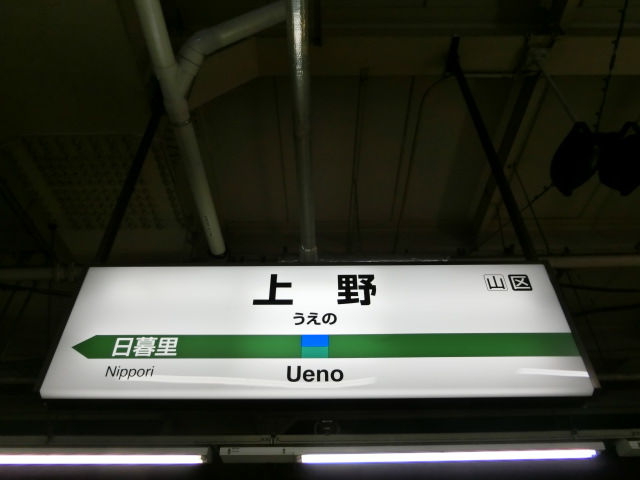 上野
山区
うえの
日暮里
Nippori
Ueno